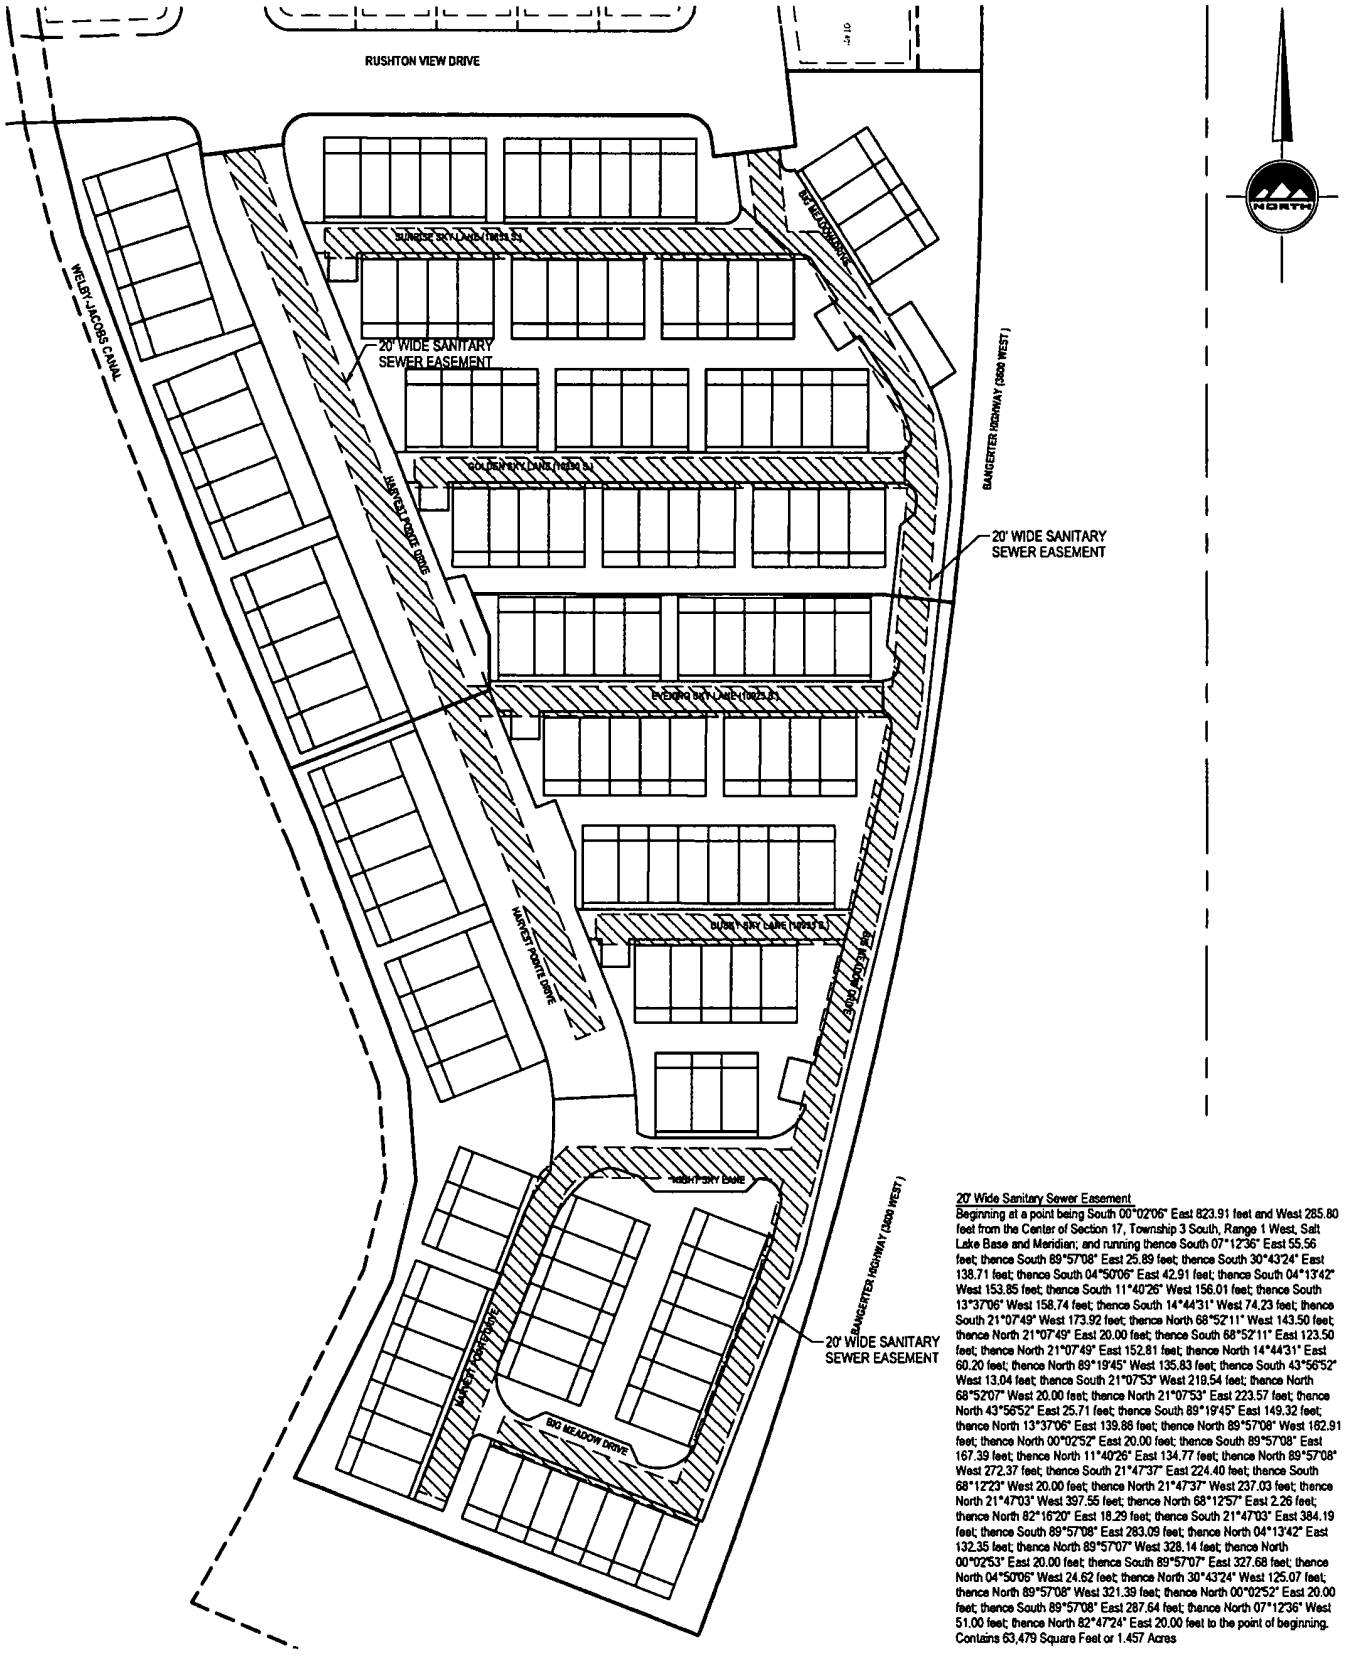 RUSHTON VIEW DRIVE
NORTH
BIG MEADOW DRIVE
SUNRISE SKY LANE
WELBY-JACOBS CANAL
20' WIDE SANITARY
SEWER EASEMENT
BANGERTER HIGHWAY (3600 WEST)
GOLDEN SKY LANE
HARVEST POINTE DRIVE
20' WIDE SANITARY
SEWER EASEMENT
EVENING SKY LANE
DUSKY SKY LANE
HARVEST POINTE DRIVE
BIG MEADOW DRIVE
NIGHT SKY LANE
BANGERTER HIGHWAY (3600 WEST)
HARVEST POINTE DRIVE
20' WIDE SANITARY
SEWER EASEMENT
BIG MEADOW DRIVE
20' Wide Sanitary Sewer Easement
Beginning at a point being South 00°02'06" East 823.91 feet and West 285.80
feet from the Center of Section 17, Township 3 South, Range 1 West, Salt
Lake Base and Meridian; and running thence South 07°12'36" East 55.56
feet; thence South 89°57'08" East 25.89 feet; thence South 30°43'24" East
138.71 feet; thence South 04°50'06" East 42.91 feet; thence South 04°13'42"
West 153.85 feet; thence South 11°40'26" West 156.01 feet; thence South
13°37'06" West 158.74 feet; thence South 14°44'31" West 74.23 feet; thence
South 21°07'49" West 173.92 feet; thence North 68°52'11" West 143.50 feet;
thence North 21°07'49" East 20.00 feet; thence South 68°52'11" East 123.50
feet; thence North 21°07'49" East 152.81 feet; thence North 14°44'31" East
60.20 feet; thence North 89°19'45" West 135.83 feet; thence South 43°56'52"
West 13.04 feet; thence South 21°07'53" West 219.54 feet; thence North
68°52'07" West 20.00 feet; thence North 21°07'53" East 223.57 feet; thence
North 43°56'52" East 25.71 feet; thence South 89°19'45" East 149.32 feet;
thence North 13°37'06" East 139.86 feet; thence North 89°57'08" West 162.91
feet; thence North 00°02'52" East 20.00 feet; thence South 89°57'08" East
167.39 feet; thence North 11°40'26" East 134.77 feet; thence North 89°57'08"
West 272.37 feet; thence South 21°47'37" East 224.40 feet; thence South
68°12'23" West 20.00 feet; thence North 21°47'37" West 237.03 feet; thence
North 21°47'03" West 397.55 feet; thence North 68°12'57" East 2.26 feet;
thence North 82°16'20" East 18.29 feet; thence South 21°47'03" East 384.19
feet; thence South 89°57'08" East 283.09 feet; thence North 04°13'42" East
132.35 feet; thence North 89°57'07" West 328.14 feet; thence North
00°02'53" East 20.00 feet; thence South 89°57'07" East 327.68 feet; thence
North 04°50'06" West 24.62 feet; thence North 30°43'24" West 125.07 feet;
thence North 89°57'08" West 321.39 feet; thence North 00°02'52" East 20.00
feet; thence South 89°57'08" East 287.64 feet; thence North 07°12'36" West
51.00 feet; thence North 82°47'24" East 20.00 feet to the point of beginning.
Contains 63,479 Square Feet or 1.457 Acres